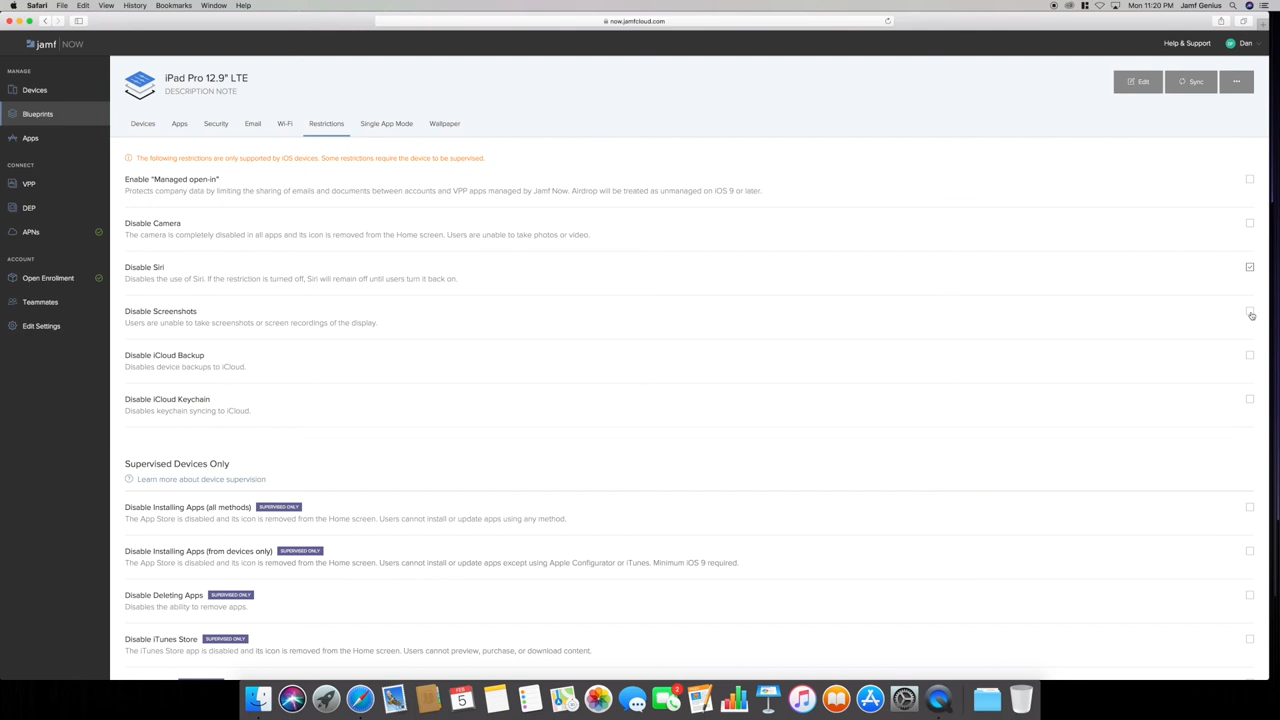 Safari File Edit View History Bookmarks Window Help
Mon 11:20 PM Jamf Genius
now.jamfcloud.com
jamf | NOW
Help & Support
Dan
MANAGE
Devices
Blueprints
Apps
CONNECT
VPP
DEP
APNs
ACCOUNT
Open Enrollment
Teammates
Edit Settings
iPad Pro 12.9" LTE
DESCRIPTION NOTE
Edit
Sync
Devices Apps Security Email Wi-Fi Restrictions Single App Mode Wallpaper
The following restrictions are only supported by iOS devices. Some restrictions require the device to be supervised.
Enable "Managed open-in"
Protects company data by limiting the sharing of emails and documents between accounts and VPP apps managed by Jamf Now. Airdrop will be treated as unmanaged on iOS 9 or later.
Disable Camera
The camera is completely disabled in all apps and its icon is removed from the Home screen. Users are unable to take photos or video.
Disable Siri
Disables the use of Siri. If the restriction is turned off, Siri will remain off until users turn it back on.
Disable Screenshots
Users are unable to take screenshots or screen recordings of the display.
Disable iCloud Backup
Disables device backups to iCloud.
Disable iCloud Keychain
Disables keychain syncing to iCloud.
Supervised Devices Only
Learn more about device supervision
Disable Installing Apps (all methods) SUPERVISED ONLY
The App Store is disabled and its icon is removed from the Home screen. Users cannot install or update apps using any method.
Disable Installing Apps (from devices only) SUPERVISED ONLY
The App Store is disabled and its icon is removed from the Home screen. Users cannot install or update apps except using Apple Configurator or iTunes. Minimum iOS 9 required.
Disable Deleting Apps SUPERVISED ONLY
Disables the ability to remove apps.
Disable iTunes Store SUPERVISED ONLY
The iTunes Store app is disabled and its icon is removed from the Home screen. Users cannot preview, purchase, or download content.
FEB
5
2